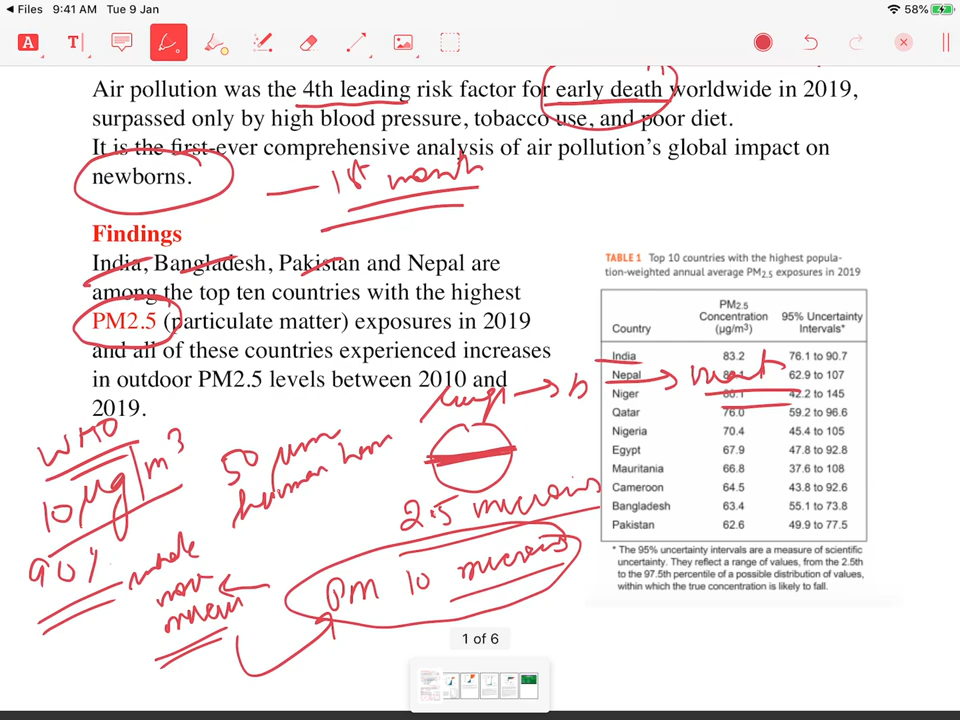 Files 9:41 AM Tue 9 Jan 58%
A T
Air pollution was the 4th leading risk factor for early death worldwide in 2019,
surpassed only by high blood pressure, tobacco use, and poor diet.
It is the first-ever comprehensive analysis of air pollution's global impact on
newborns.
1st month
Findings
India, Bangladesh, Pakistan and Nepal are
among the top ten countries with the highest
PM2.5 (particulate matter) exposures in 2019
and all of these countries experienced increases
in outdoor PM2.5 levels between 2010 and
2019.
WHO
10 μg/m3
90%
50 μm
human
lungs → b
2.5 microns
PM 10 microns
TABLE 1 Top 10 countries with the highest popula-
tion-weighted annual average PM2.5 exposures in 2019
Country PM2.5 Concentration (μg/m3) 95% Uncertainty Intervals*
India 83.2 76.1 to 90.7
Nepal 62.9 to 107
Niger 80.1 42.2 to 145
Qatar 76.0 59.2 to 96.6
Nigeria 70.4 45.4 to 105
Egypt 67.9 47.8 to 92.8
Mauritania 66.8 37.6 to 108
Cameroon 64.5 43.8 to 92.6
Bangladesh 63.4 55.1 to 73.8
Pakistan 62.6 49.9 to 77.5
* The 95% uncertainty intervals are a measure of scientific
uncertainty. They reflect a range of values, from the 2.5th
to the 97.5th percentile of a possible distribution of values,
within which the true concentration is likely to fall.
1 of 6